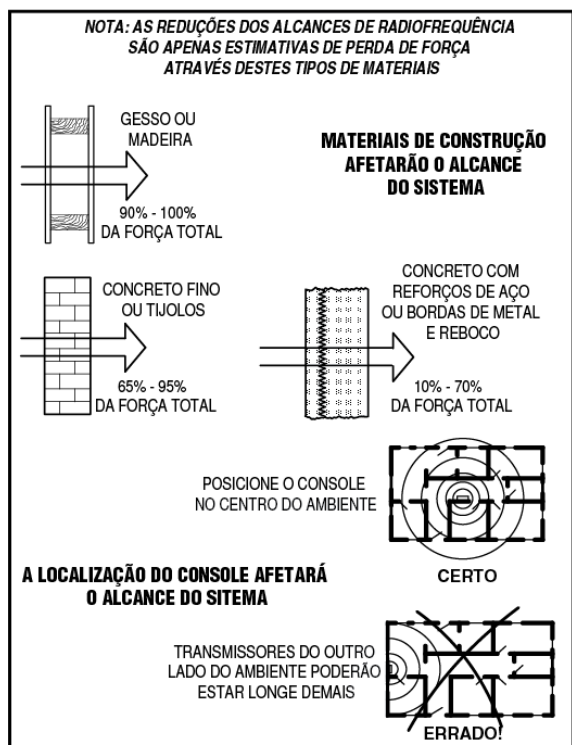 NOTA: AS REDUÇÕES DOS ALCANCES DE RADIOFREQUÊNCIA
SÃO APENAS ESTIMATIVAS DE PERDA DE FORÇA
ATRAVÉS DESTES TIPOS DE MATERIAIS
GESSO OU
MADEIRA
90% - 100%
DA FORÇA TOTAL
MATERIAIS DE CONSTRUÇÃO
AFETARÃO O ALCANCE
DO SISTEMA
CONCRETO FINO
OU TIJOLOS
65% - 95%
DA FORÇA TOTAL
CONCRETO COM
REFORÇOS DE AÇO
OU BORDAS DE METAL
E REBOCO
10% - 70%
DA FORÇA TOTAL
POSICIONE O CONSOLE
NO CENTRO DO AMBIENTE
CERTO
A LOCALIZAÇÃO DO CONSOLE AFETARÁ
O ALCANCE DO SITEMA
TRANSMISSORES DO OUTRO
LADO DO AMBIENTE PODERÃO
ESTAR LONGE DEMAIS
ERRADO!